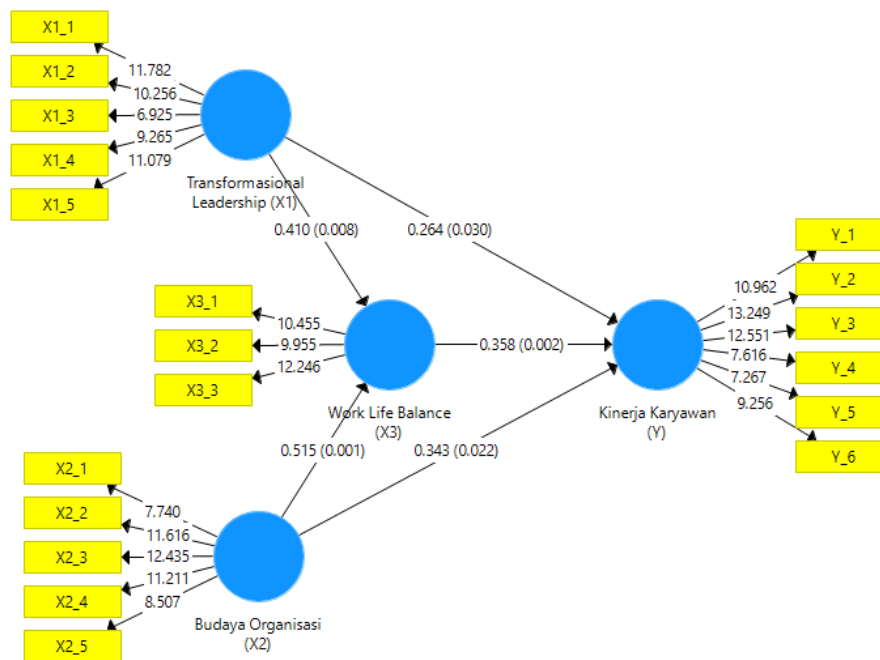 X1_1
X1_2
X1_3
X1_4
X1_5
11.782
10.256
6.925
9.265
11.079
Transformasional
Leadership (X1)
0.410 (0.008)
0.264 (0.030)
X3_1
X3_2
X3_3
10.455
9.955
12.246
Work Life Balance
(X3)
0.358 (0.002)
0.515 (0.001)
0.343 (0.022)
Y_1
Y_2
Y_3
Y_4
Y_5
Y_6
10.962
13.249
12.551
7.616
7.267
9.256
Kinerja Karyawan
(Y)
X2_1
X2_2
X2_3
X2_4
X2_5
7.740
11.616
12.435
11.211
8.507
Budaya Organisasi
(X2)